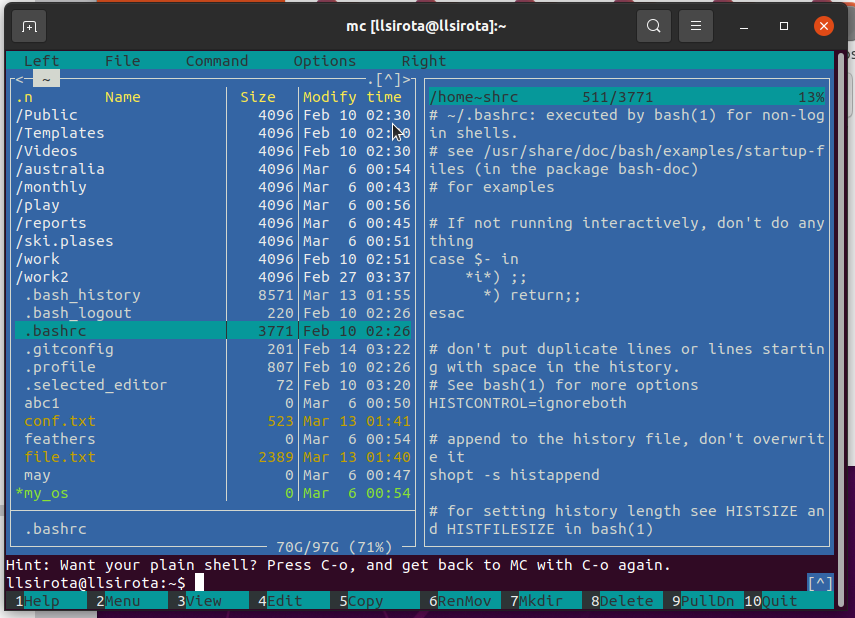 mc [llsirota@llsirota]:~
Left File Command Options Right
<─ ~ .[^]>
.n Name Size Modify time
/Public 4096 Feb 10 02:30
/Templates 4096 Feb 10 02:30
/Videos 4096 Feb 10 02:30
/australia 4096 Mar 6 00:54
/monthly 4096 Mar 6 00:43
/play 4096 Mar 6 00:56
/reports 4096 Mar 6 00:45
/ski.plases 4096 Mar 6 00:51
/work 4096 Feb 10 02:51
/work2 4096 Feb 27 03:37
.bash_history 8571 Mar 13 01:55
.bash_logout 220 Feb 10 02:26
.bashrc 3771 Feb 10 02:26
.gitconfig 201 Feb 14 03:22
.profile 807 Feb 10 02:26
.selected_editor 72 Feb 10 03:20
abc1 0 Mar 6 00:50
conf.txt 523 Mar 13 01:41
feathers 0 Mar 6 00:54
file.txt 2389 Mar 13 01:40
may 0 Mar 6 00:47
*my_os 0 Mar 6 00:54
.bashrc
70G/97G (71%)
/home~shrc 511/3771 13%
# ~/.bashrc: executed by bash(1) for non-log
in shells.
# see /usr/share/doc/bash/examples/startup-f
iles (in the package bash-doc)
# for examples
# If not running interactively, don't do any
thing
case $- in
*i*) ;;
*) return;;
esac
# don't put duplicate lines or lines startin
g with space in the history.
# See bash(1) for more options
HISTCONTROL=ignoreboth
# append to the history file, don't overwrit
e it
shopt -s histappend
# for setting history length see HISTSIZE an
d HISTFILESIZE in bash(1)
Hint: Want your plain shell? Press C-o, and get back to MC with C-o again.
llsirota@llsirota:~$ [^]
1Help 2Menu 3View 4Edit 5Copy 6RenMov 7Mkdir 8Delete 9PullDn 10Quit